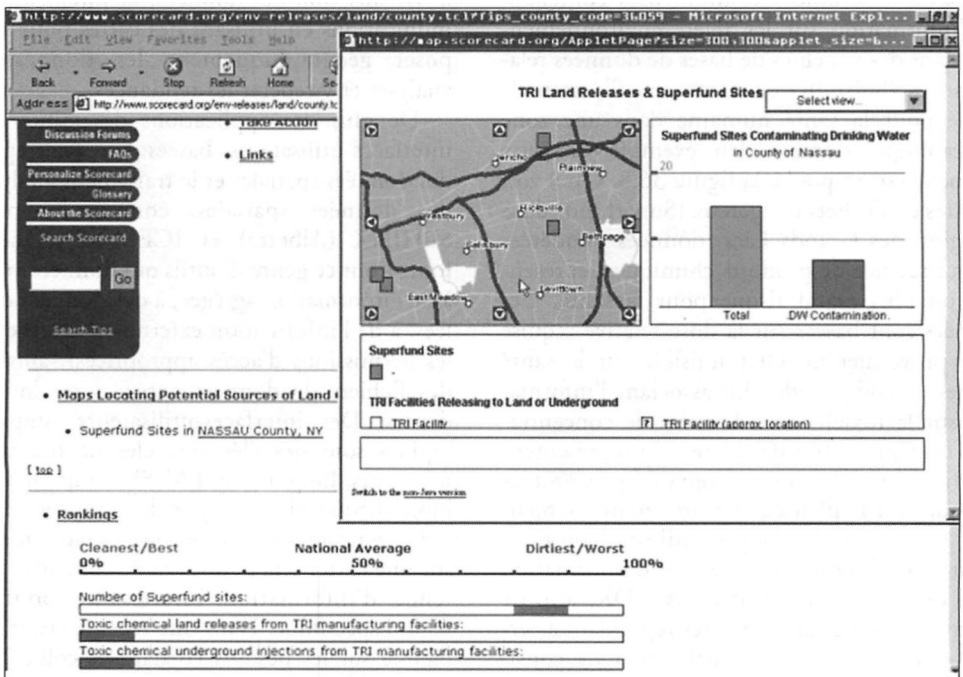 http://www.scorecard.org/env-releases/land/county.tcl?fips_county_code=36059 - Microsoft Internet Expl...
File Edit View Favorites Tools Help
Back Forward Stop Refresh Home Se
Address http://www.scorecard.org/env-releases/land/county.tc
Discussion Forums
FAQs
Personalize Scorecard
Glossary
About the Scorecard
Search Scorecard
Go
Search Tips
• Take Action
• Links
• Maps Locating Potential Sources of Land
• Superfund Sites in NASSAU County, NY
[ top ]
• Rankings
http://map.scorecard.org/AppletPage?size=300,300&applet_size=6...
TRI Land Releases & Superfund Sites
Select view...
Jericho
Plainview
Hicksville
Westbury
Bethpage
Salisbury
Levittown
East Meadow
Superfund Sites Contaminating Drinking Water
in County of Nassau
20
Total
.DW Contamination.
Superfund Sites
-
TRI Facilities Releasing to Land or Underground
TRI Facility
? TRI Facility (approx. location)
Switch to the non-Java version
Cleanest/Best National Average Dirtiest/Worst
0% 50% 100%
Number of Superfund sites:
Toxic chemical land releases from TRI manufacturing facilities:
Toxic chemical underground injections from TRI manufacturing facilities: